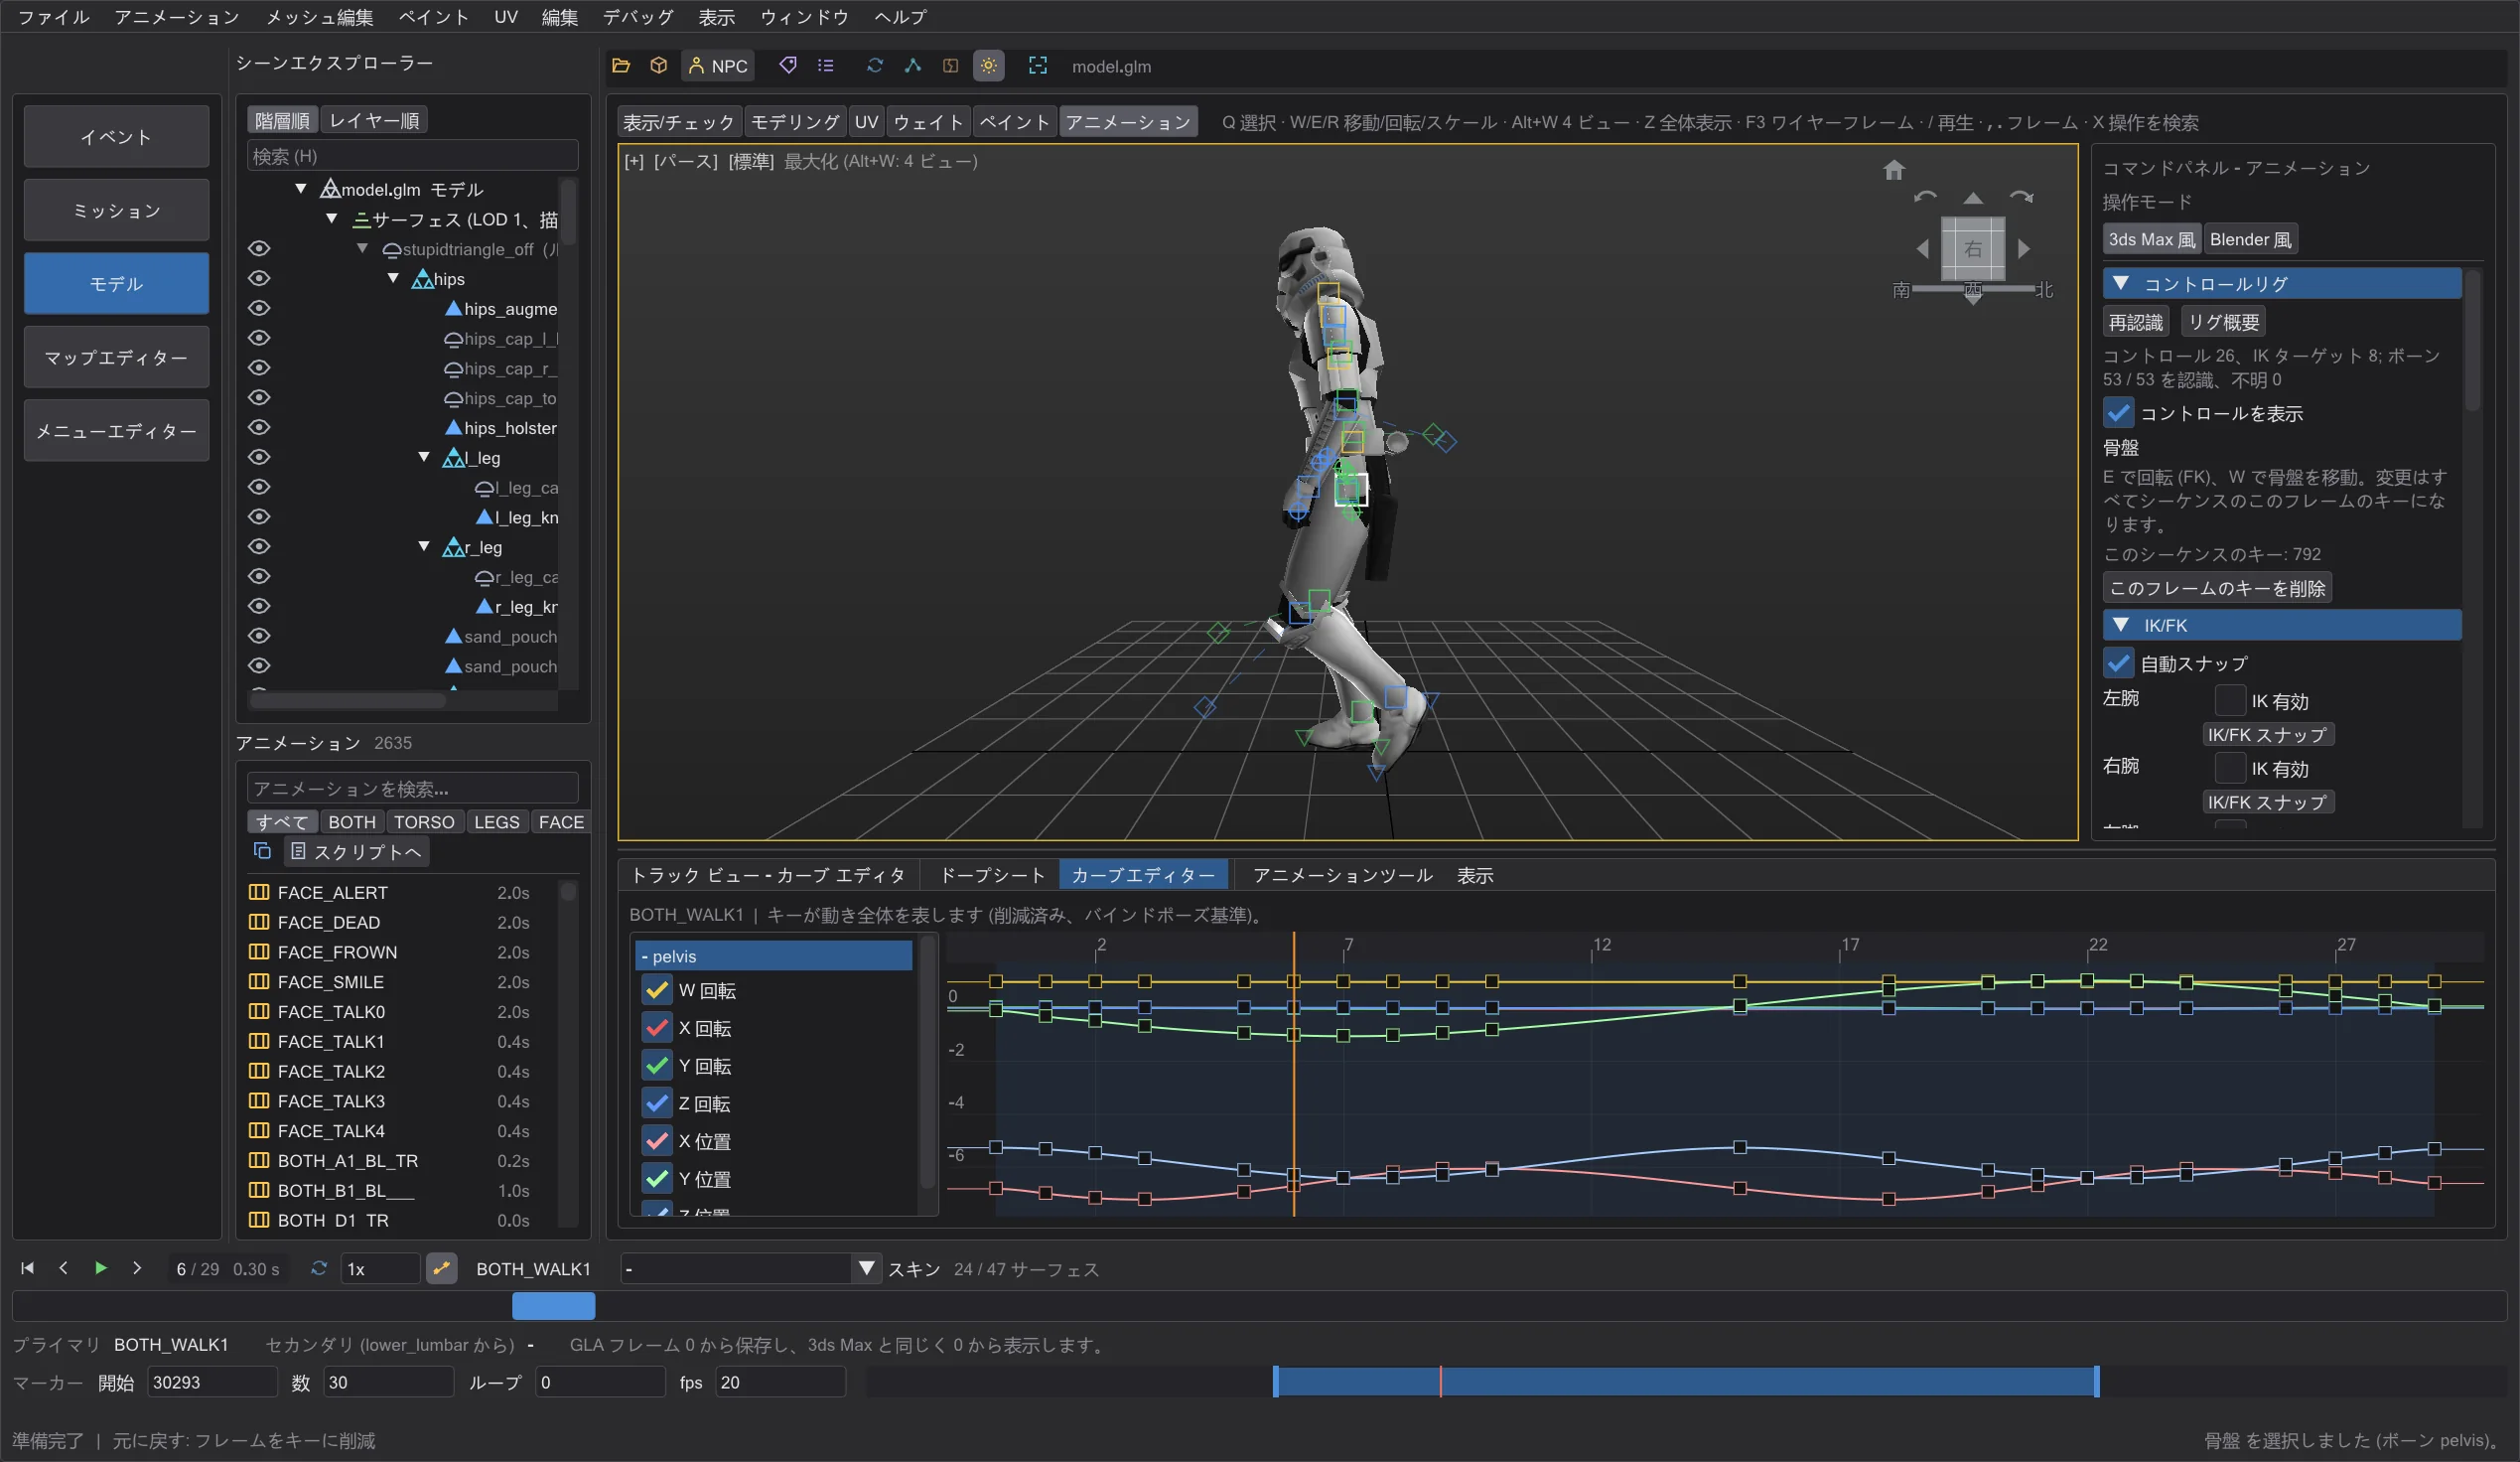 ファイル アニメーション メッシュ編集 ペイント UV 編集 デバッグ 表示 ウィンドウ ヘルプ
シーンエクスプローラー
NPC model.glm
イベント
ミッション
モデル
マップエディター
メニューエディター
階層順 レイヤー順
検索 (H)
model.glm モデル
サーフェス (LOD 1、描
stupidtriangle_off
hips
hips_augme
hips_cap_l_
hips_cap_r_
hips_cap_to
hips_holster
l_leg
l_leg_ca
l_leg_kn
r_leg
r_leg_ca
r_leg_kn
sand_pouch
sand_pouch
アニメーション 2635
アニメーションを検索...
すべて BOTH TORSO LEGS FACE
スクリプトへ
FACE_ALERT 2.0s
FACE_DEAD 2.0s
FACE_FROWN 2.0s
FACE_SMILE 2.0s
FACE_TALK0 2.0s
FACE_TALK1 0.4s
FACE_TALK2 0.4s
FACE_TALK3 0.4s
FACE_TALK4 0.4s
BOTH_A1_BL_TR 0.2s
BOTH_B1_BL___ 1.0s
BOTH_D1_TR 0.0s
表示/チェック モデリング UV ウェイト ペイント アニメーション Q 選択 · W/E/R 移動/回転/スケール · Alt+W 4 ビュー · Z 全体表示 · F3 ワイヤーフレーム · / 再生 · , . フレーム · X 操作を検索
[+] [パース] [標準] 最大化 (Alt+W: 4 ビュー)
右
南 西 北
コマンドパネル - アニメーション
操作モード
3ds Max 風 Blender 風
コントロールリグ
再認識 リグ概要
コントロール 26、IK ターゲット 8; ボーン
53 / 53 を認識、不明 0
コントロールを表示
骨盤
E で回転 (FK)、W で骨盤を移動。変更はす
べてシーケンスのこのフレームのキーにな
ります。
このシーケンスのキー: 792
このフレームのキーを削除
IK/FK
自動スナップ
左腕 IK 有効
IK/FK スナップ
右腕 IK 有効
IK/FK スナップ
トラック ビュー - カーブ エディタ ドープシート カーブエディター アニメーションツール 表示
BOTH_WALK1 | キーが動き全体を表します (削減済み、バインドポーズ基準)。
- pelvis
W 回転
X 回転
Y 回転
Z 回転
X 位置
Y 位置
Z 位置
2 7 12 17 22 27
0
-2
-4
-6
6 / 29 0.30 s 1x BOTH_WALK1 - スキン 24 / 47 サーフェス
プライマリ BOTH_WALK1 セカンダリ (lower_lumbar から) - GLA フレーム 0 から保存し、3ds Max と同じく 0 から表示します。
マーカー 開始 30293 数 30 ループ 0 fps 20
準備完了 | 元に戻す: フレームをキーに削減
骨盤 を選択しました (ボーン pelvis)。